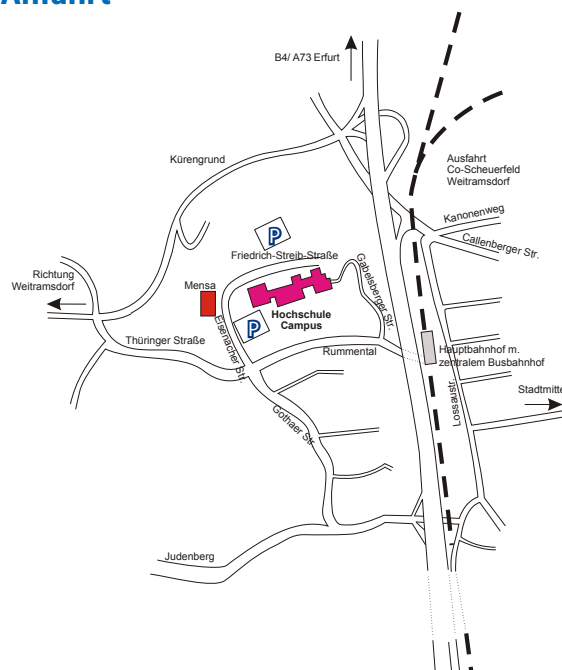 Anfahrt
B4/ A73 Erfurt
Kürengrund
Ausfahrt
Co-Scheuerfeld
Weitramsdorf
Kanonenweg
Callenberger Str.
P
Friedrich-Streib-Straße
Gabelsberger Str.
Richtung
Weitramsdorf
Mensa
Hochschule
Campus
P
Eisenacher Str.
Thüringer Straße
Rummental
Hauptbahnhof m.
zentralem Busbahnhof
Lossaustr.
Stadtmitte
Gothaer Str.
Judenberg